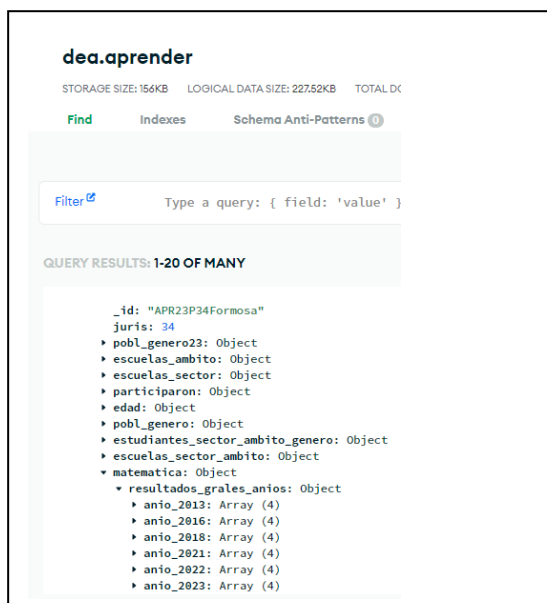 dea.aprender
STORAGE SIZE: 156KB LOGICAL DATA SIZE: 227.52KB TOTAL DO
Find Indexes Schema Anti-Patterns 0
Filter Type a query: { field: 'value' }
QUERY RESULTS: 1-20 OF MANY
_id: "APR23P34Formosa"
juris: 34
pobl_genero23: Object
escuelas_ambito: Object
escuelas_sector: Object
participaron: Object
edad: Object
pobl_genero: Object
estudiantes_sector_ambito_genero: Object
escuelas_sector_ambito: Object
matematica: Object
resultados_grales_anios: Object
anio_2013: Array (4)
anio_2016: Array (4)
anio_2018: Array (4)
anio_2021: Array (4)
anio_2022: Array (4)
anio_2023: Array (4)